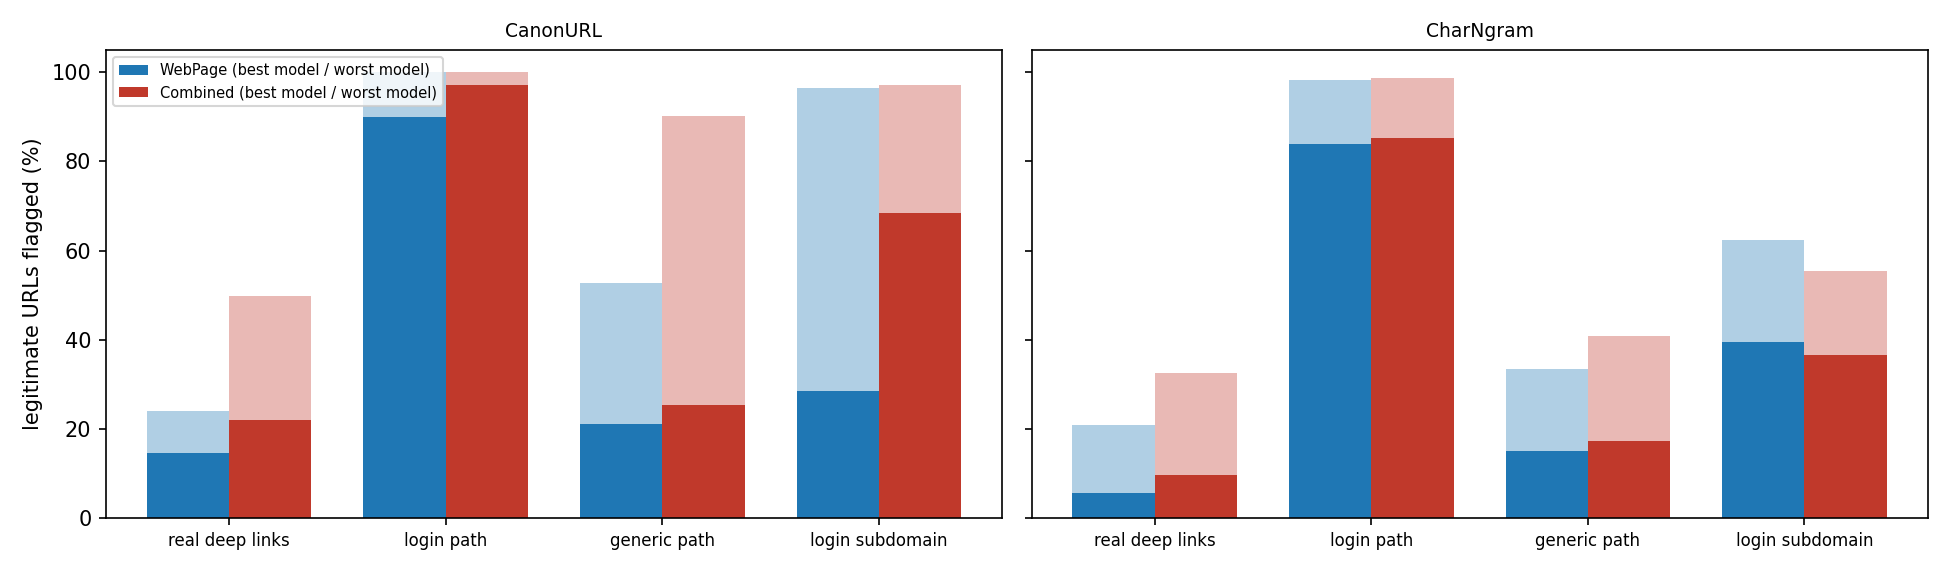 CanonURL
CharNgram
WebPage (best model / worst model)
Combined (best model / worst model)
legitimate URLs flagged (%)
100
80
60
40
20
0
real deep links
login path
generic path
login subdomain
real deep links
login path
generic path
login subdomain